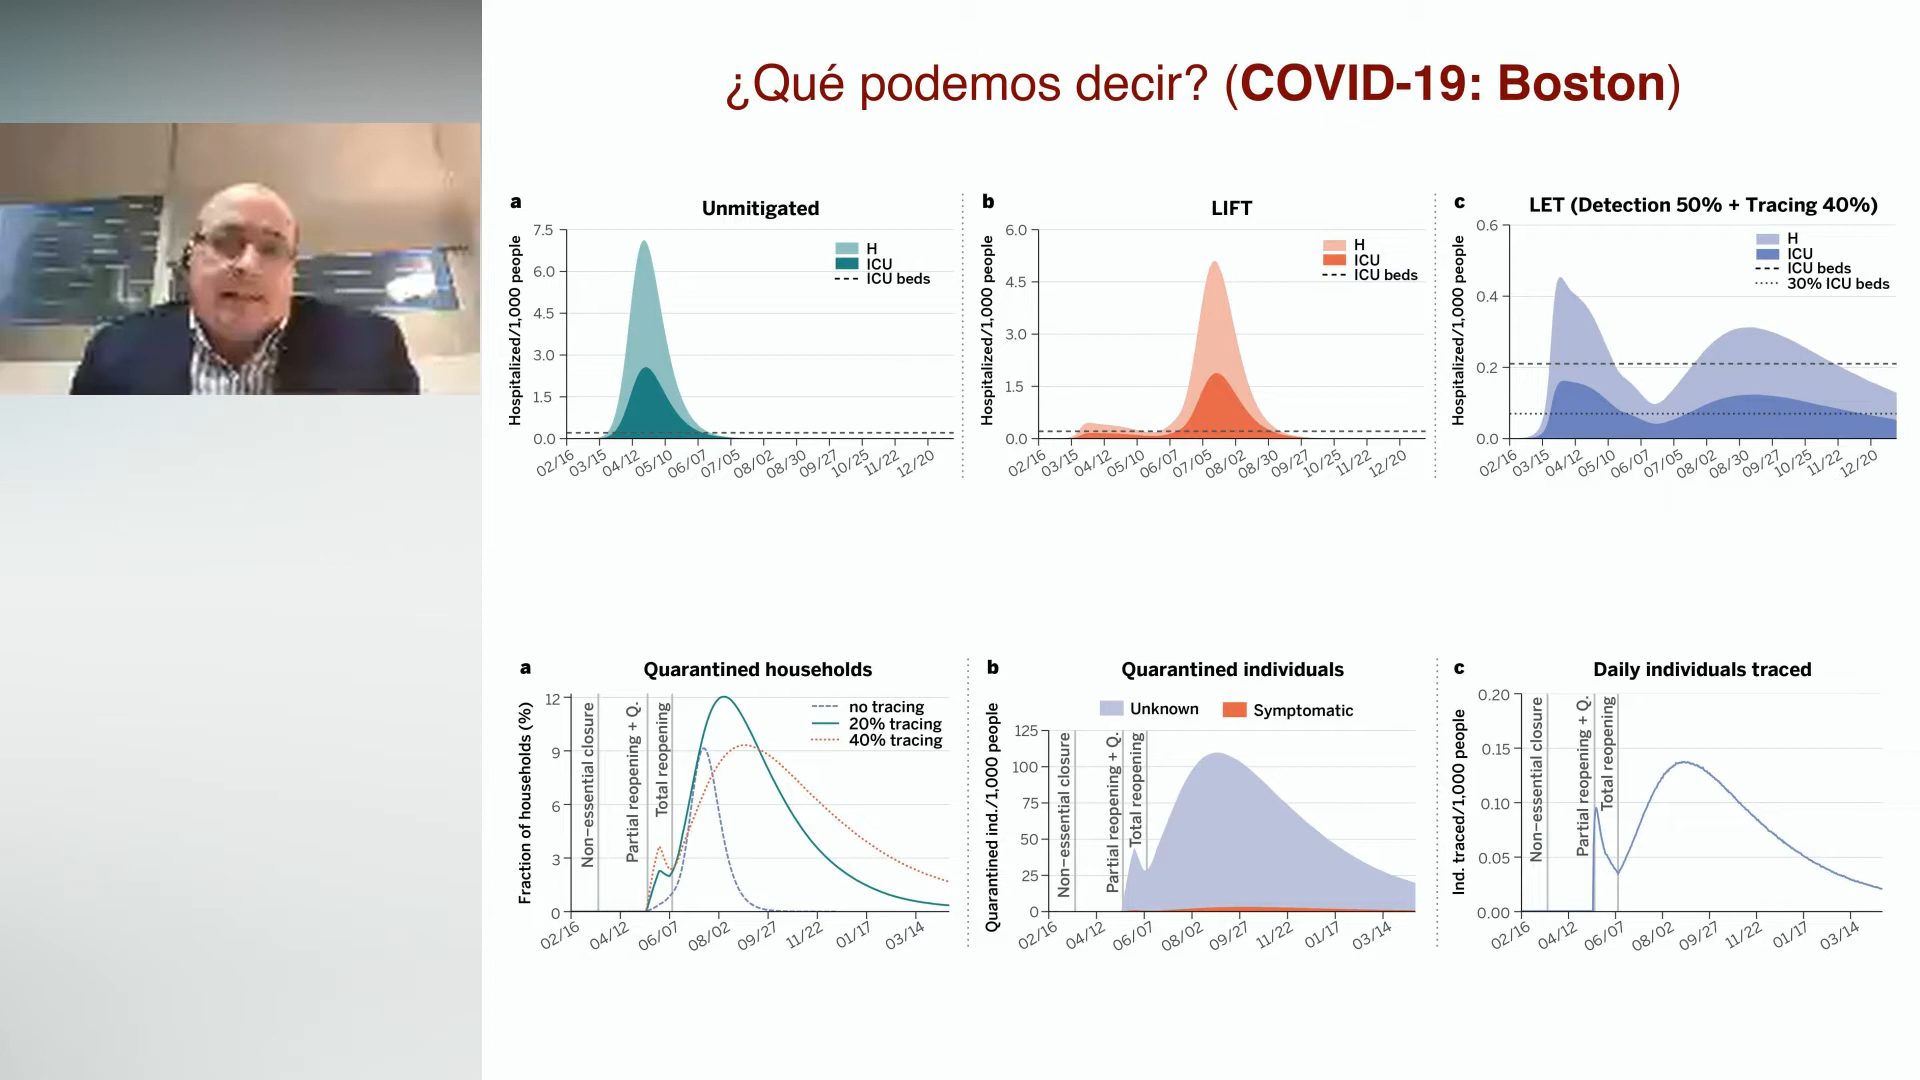 ¿Qué podemos decir? (COVID-19: Boston)
a
Unmitigated
Hospitalized/1,000 people
7.5
6.0
4.5
3.0
1.5
0.0
H
ICU
ICU beds
02/16 03/15 04/12 05/10 06/07 07/05 08/02 08/30 09/27 10/25 11/22 12/20
b
LIFT
Hospitalized/1,000 people
6.0
4.5
3.0
1.5
0.0
H
ICU
ICU beds
02/16 03/15 04/12 05/10 06/07 07/05 08/02 08/30 09/27 10/25 11/22 12/20
c
LET (Detection 50% + Tracing 40%)
Hospitalized/1,000 people
0.6
0.4
0.2
0.0
H
ICU
ICU beds
30% ICU beds
02/16 03/15 04/12 05/10 06/07 07/05 08/02 08/30 09/27 10/25 11/22 12/20
a
Quarantined households
Fraction of households (%)
12
9
6
3
0
Non-essential closure
Partial reopening + Q.
Total reopening
no tracing
20% tracing
40% tracing
02/16 04/12 06/07 08/02 09/27 11/22 01/17 03/14
b
Quarantined individuals
Unknown
Symptomatic
Quarantined ind./1,000 people
125
100
75
50
25
0
Non-essential closure
Partial reopening + Q.
Total reopening
02/16 04/12 06/07 08/02 09/27 11/22 01/17 03/14
c
Daily individuals traced
Ind. traced/1,000 people
0.20
0.15
0.10
0.05
0.00
Non-essential closure
Partial reopening + Q.
Total reopening
02/16 04/12 06/07 08/02 09/27 11/22 01/17 03/14